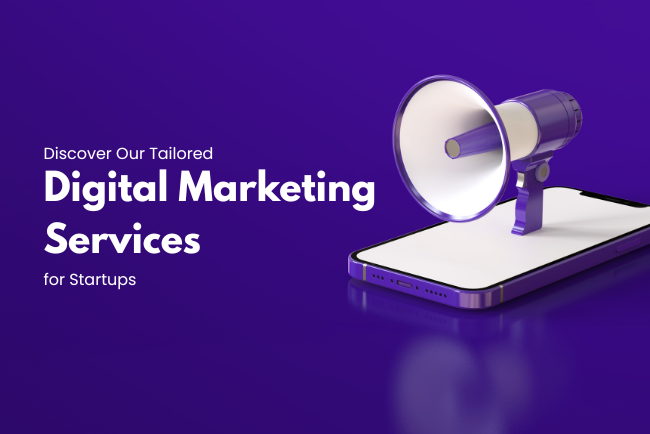 Discover Our Tailored
Digital Marketing
Services
for Startups